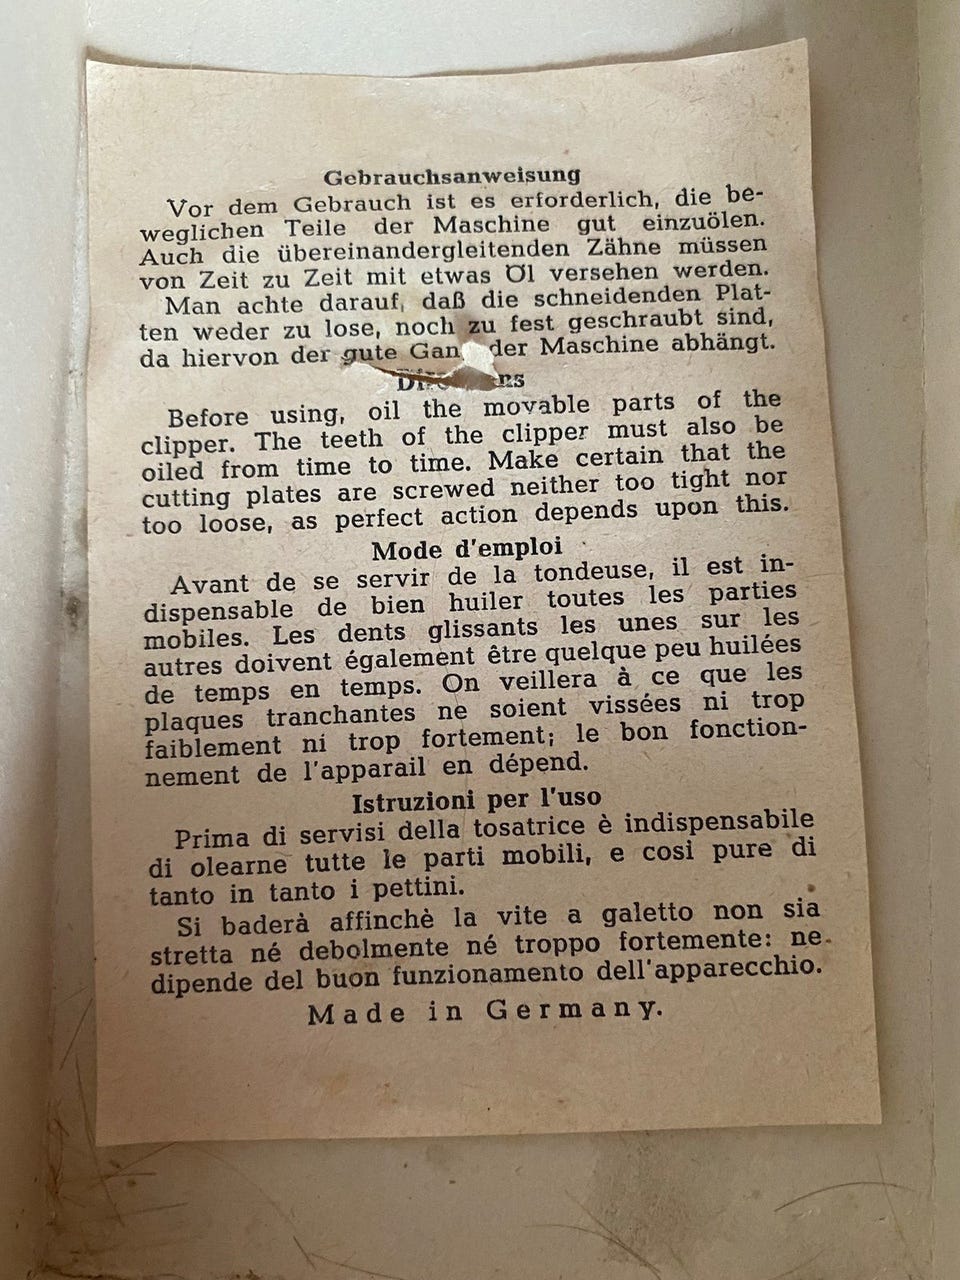 Gebrauchsanweisung
Vor dem Gebrauch ist es erforderlich, die be-
weglichen Teile der Maschine gut einzuölen.
Auch die übereinandergleitenden Zähne müssen
von Zeit zu Zeit mit etwas Öl versehen werden.
Man achte darauf, daß die schneidenden Plat-
ten weder zu lose, noch zu fest geschraubt sind,
da hiervon der gute Gan der Maschine abhängt.
Before using, oil the movable parts of the
clipper. The teeth of the clipper must also be
oiled from time to time. Make certain that the
cutting plates are screwed neither too tight nor
too loose, as perfect action depends upon this.
Mode d'emploi
Avant de se servir de la tondeuse, il est in-
dispensable de bien huiler toutes les parties
mobiles. Les dents glissants les unes sur les
autres doivent également être quelque peu huilées
de temps en temps. On veillera à ce que les
plaques tranchantes ne soient vissées ni trop
faiblement ni trop fortement; le bon fonction-
nement de l'apparail en dépend.
Istruzioni per l'uso
Prima di servisi della tosatrice è indispensabile
di olearne tutte le parti mobili, e così pure di
tanto in tanto i pettini.
Si baderà affinchè la vite a galetto non sia
stretta né debolmente né troppo fortemente: ne
dipende del buon funzionamento dell'apparecchio.
Made in Germany.